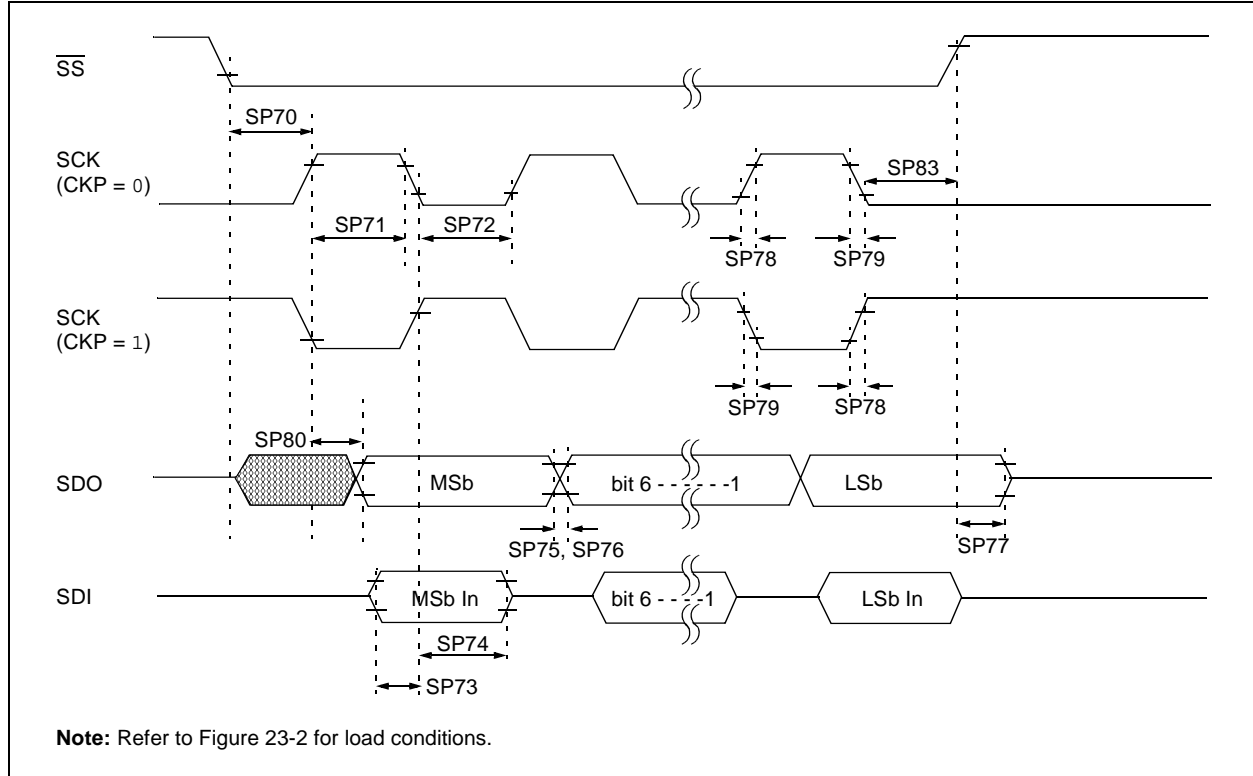 SS
SP70
SCK
(CKP = 0)
SP83
SP71
SP72
SP78
SP79
SCK
(CKP = 1)
SP79
SP78
SP80
SDO
MSb
bit 6 - - - - - -1
LSb
SP75, SP76
SP77
SDI
MSb In
bit 6 - - - -1
LSb In
SP74
SP73
Note: Refer to Figure 23-2 for load conditions.